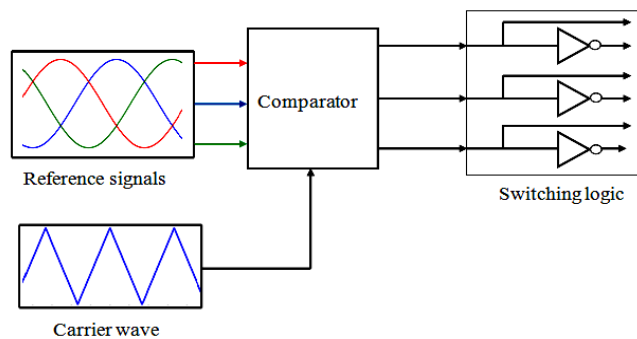 Comparator
Reference signals
Switching logic
Carrier wave